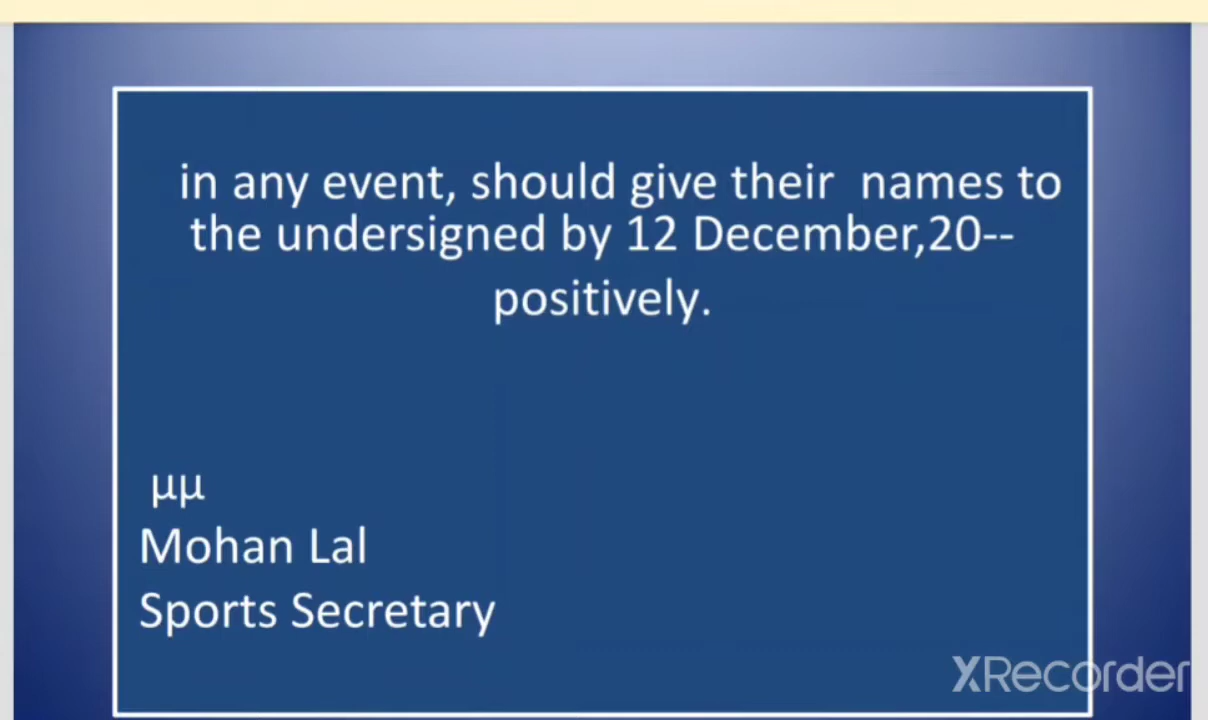 in any event, should give their names to
the undersigned by 12 December,20--
positively.
μμ
Mohan Lal
Sports Secretary
XRecorder